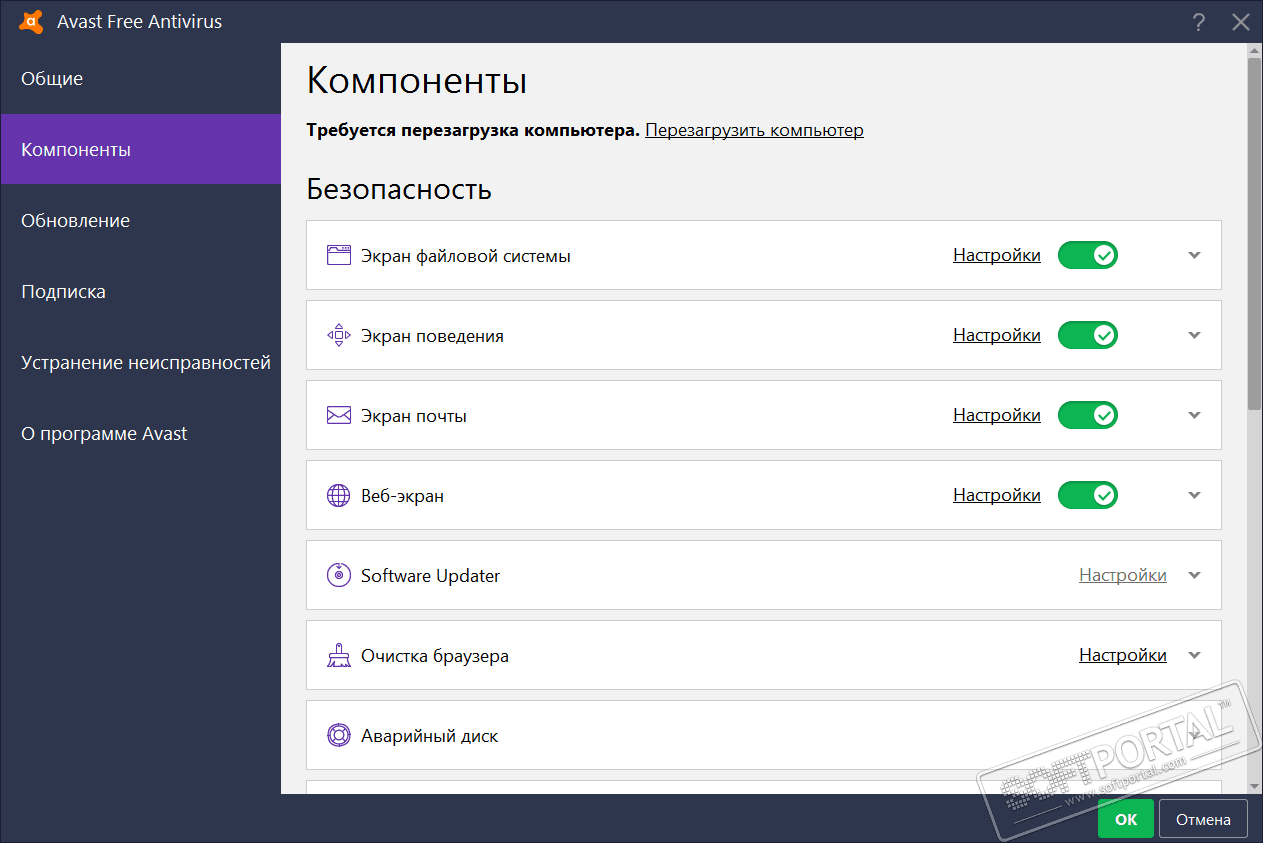 Avast Free Antivirus
?
Общие
Компоненты
Обновление
Подписка
Устранение неисправностей
О программе Avast
Компоненты
Требуется перезагрузка компьютера. Перезагрузить компьютер
Безопасность
Экран файловой системы Настройки
Экран поведения Настройки
Экран почты Настройки
Веб-экран Настройки
Software Updater Настройки
Очистка браузера Настройки
Аварийный диск
SOFTPORTAL™
www.softportal.com
ОК Отмена